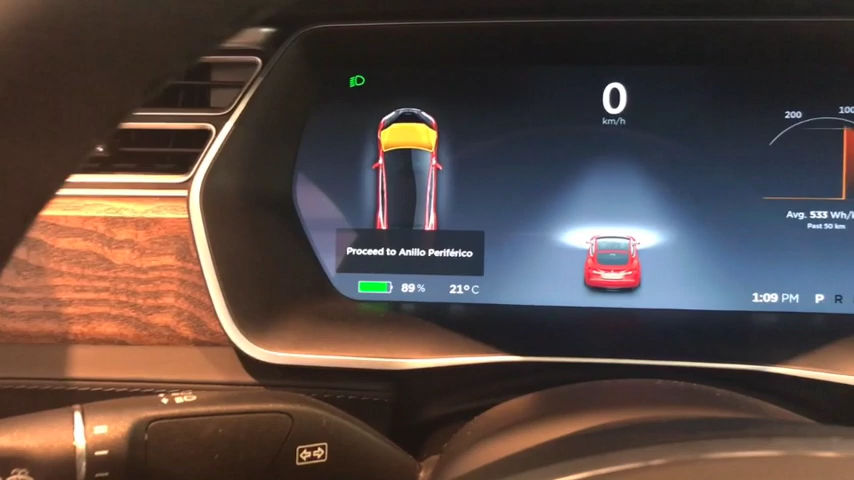 0
km/h
200
100
Proceed to Anillo Periférico
Avg. 533 Wh/k
Past 50 km
89 %
21°C
1:09 PM
P R